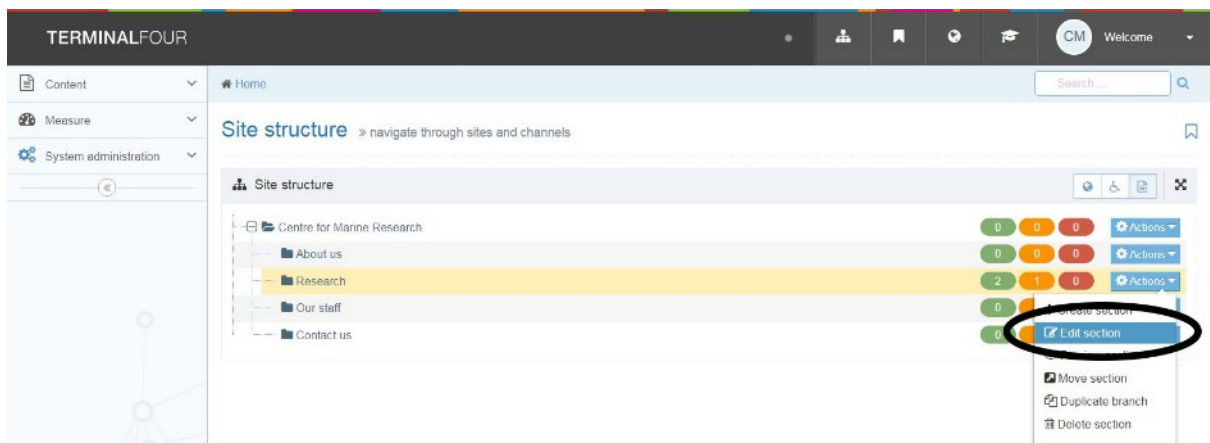 TERMINALFOUR
CM Welcome
Content
Home
Search ...
Measure
Site structure » navigate through sites and channels
System administration
Site structure
Centre for Marine Research 0 0 0 Actions
About us 0 0 0 Actions
Research 2 1 0 Actions
Our staff 0
Create section
Contact us 0
Edit section
Move section
Duplicate branch
Delete section